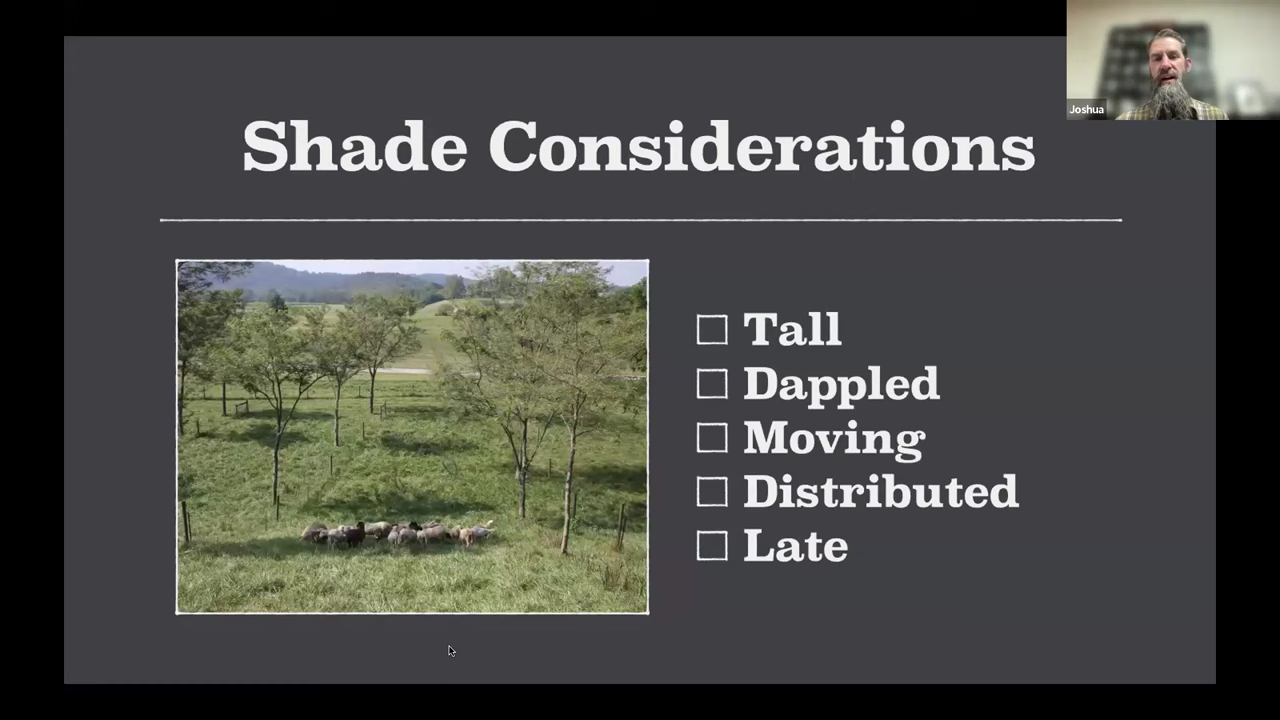 Shade Considerations
Joshua
Tall
Dappled
Moving
Distributed
Late